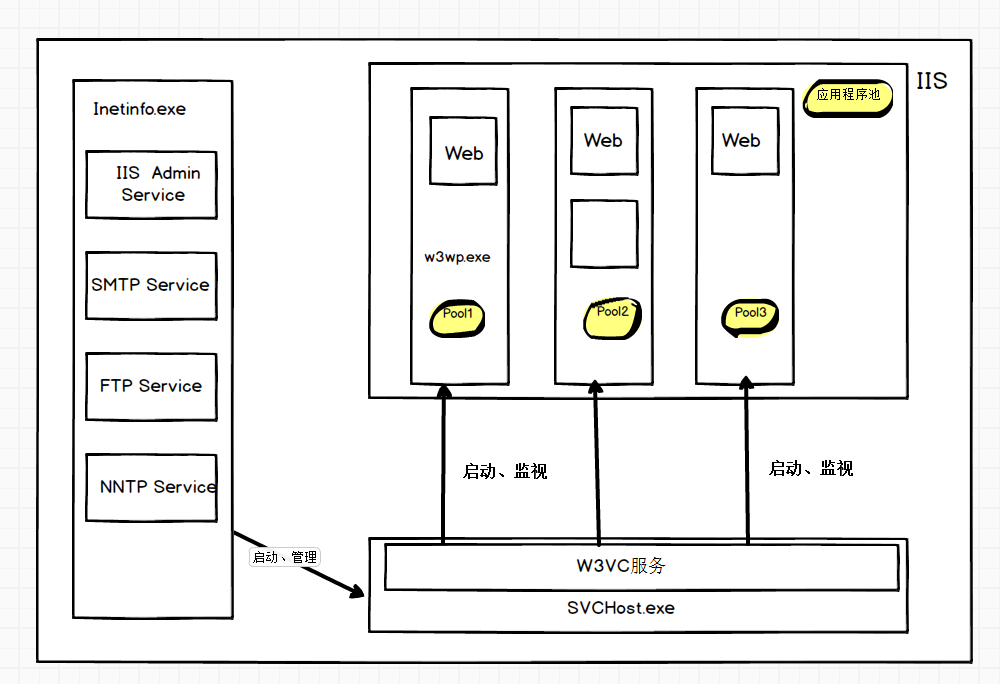 IIS
Inetinfo.exe
IIS Admin
Service
SMTP Service
FTP Service
NNTP Service
启动、管理
应用程序池
Web
w3wp.exe
Pool1
Web
Pool2
Web
Pool3
启动、监视
启动、监视
W3VC服务
SVCHost.exe